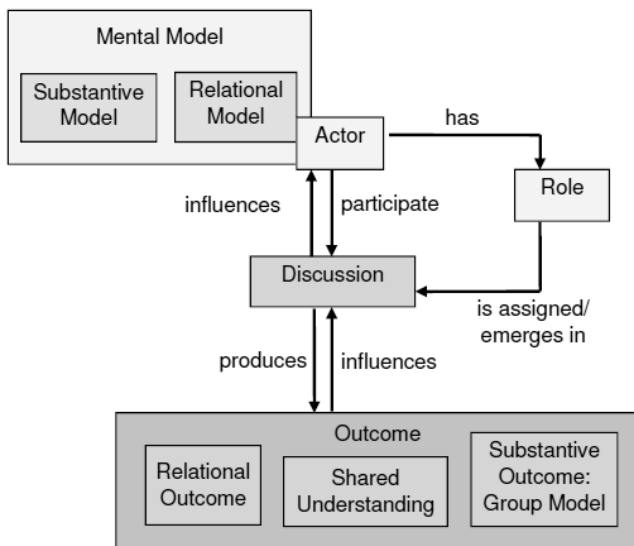 Mental Model
Substantive
Model
Relational
Model
Actor
has
Role
influences
participate
Discussion
is assigned/
emerges in
produces
influences
Outcome
Relational
Outcome
Shared
Understanding
Substantive
Outcome:
Group Model